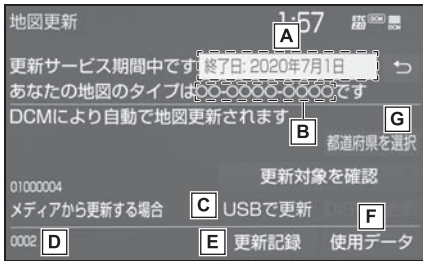 地図更新 1:57 ETC 2.0 DCM
A
更新サービス期間中です 終了日: 2020年7月1日
あなたの地図のタイプは○○-○○○○-○○○○です
DCMにより自動で地図更新されます
B
G
都道府県を選択
更新対象を確認
01000004
メディアから更新する場合 C USBで更新
F
0002 D E 更新記録 使用データ